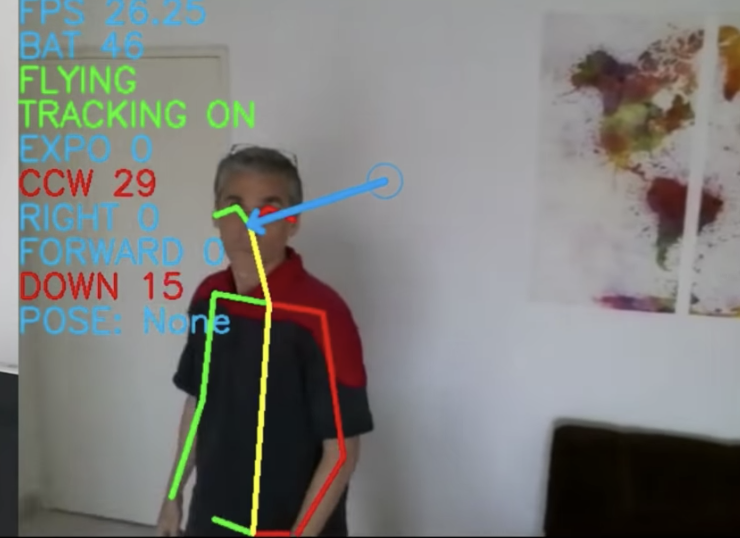 FPS 26.25
BAT 46
FLYING
TRACKING ON
EXPO 0
CCW 29
RIGHT 0
FORWARD 0
DOWN 15
POSE: None